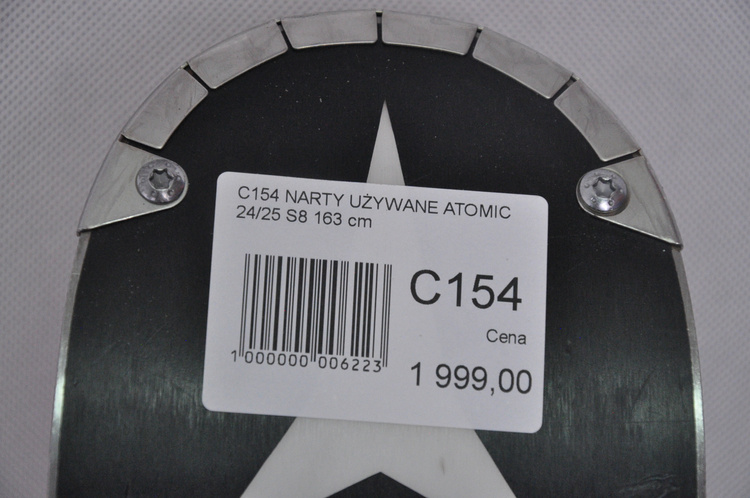 C154 NARTY UŻYWANE ATOMIC
24/25 S8 163 cm
C154
Cena
1 000000 006223
1 999,00